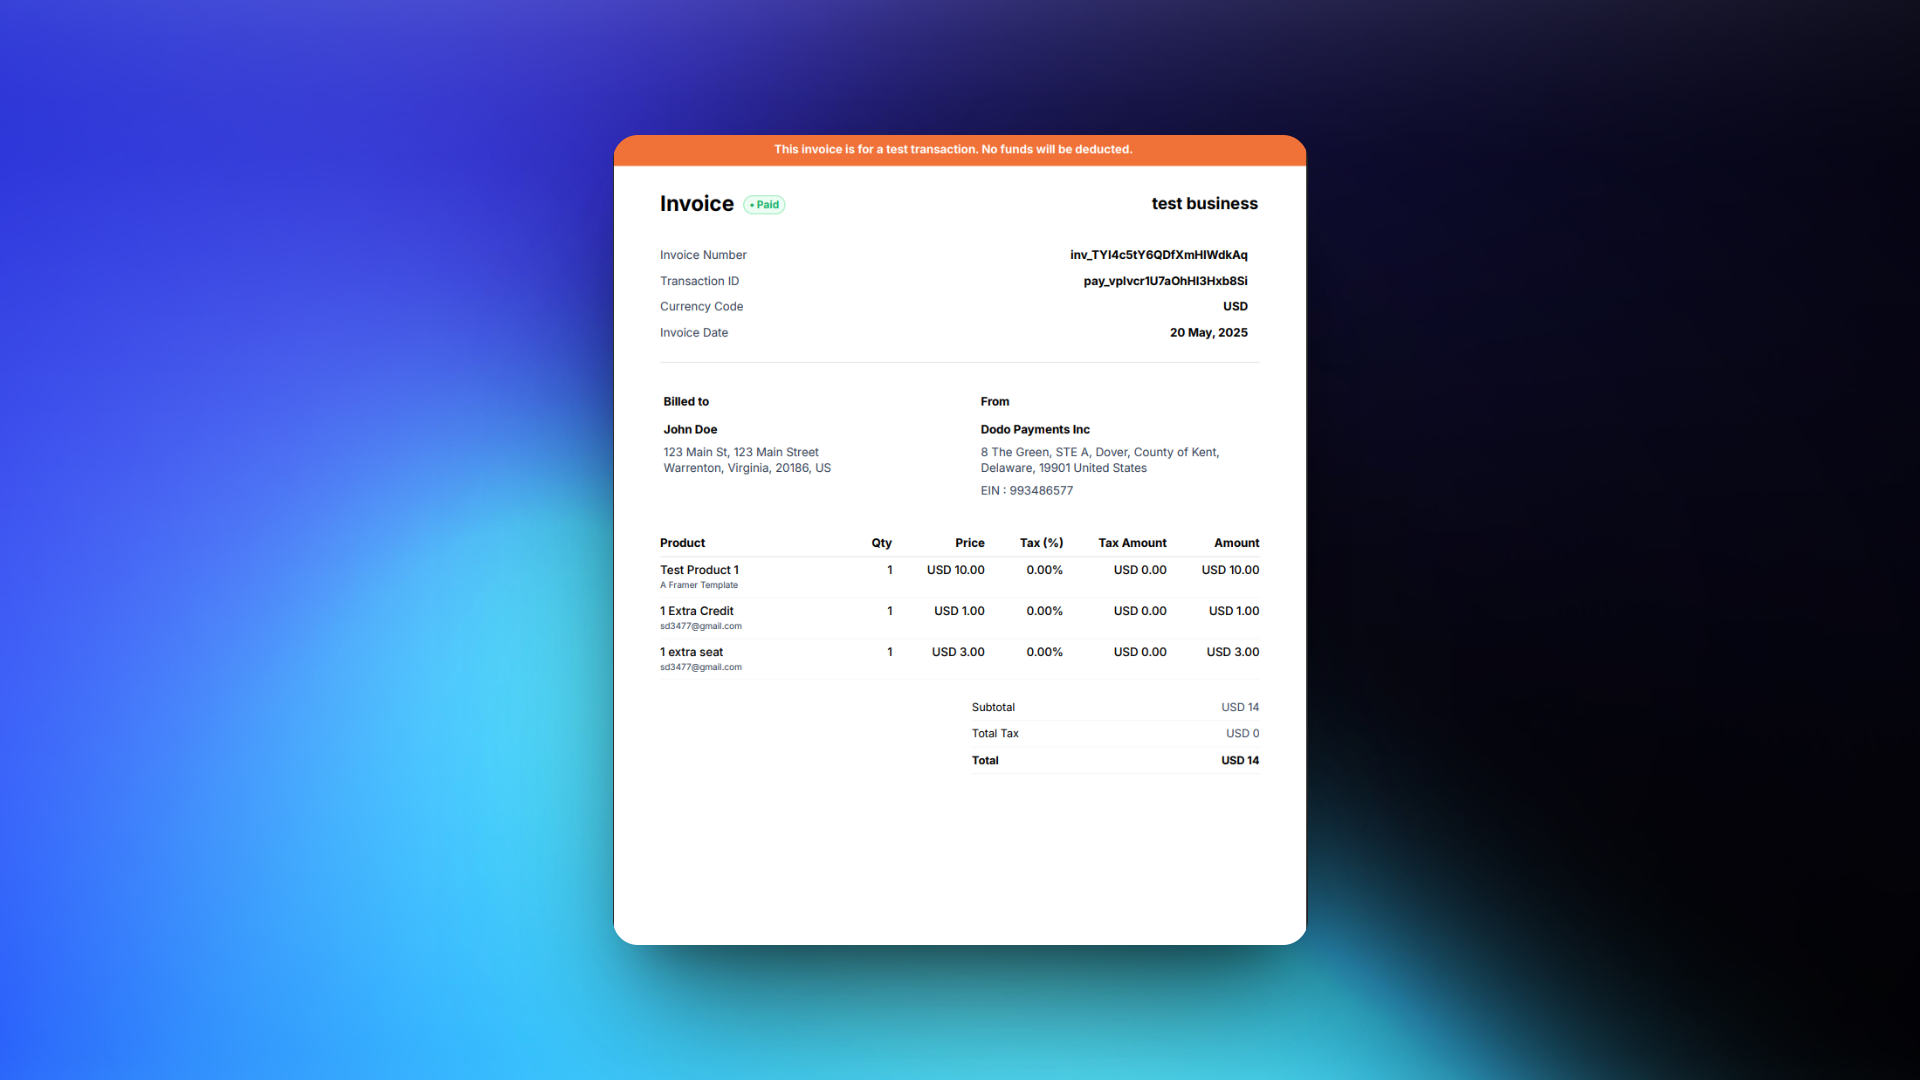 This invoice is for a test transaction. No funds will be deducted.
Invoice • Paid test business
Invoice Number inv_TYI4c5tY6QDfXmHIWdkAq
Transaction ID pay_vpIvcr1U7aOhHI3Hxb8Si
Currency Code USD
Invoice Date 20 May, 2025
Billed to From
John Doe Dodo Payments Inc
123 Main St, 123 Main Street 8 The Green, STE A, Dover, County of Kent,
Warrenton, Virginia, 20186, US Delaware, 19901 United States
EIN : 993486577
Product Qty Price Tax (%) Tax Amount Amount
Test Product 1 1 USD 10.00 0.00% USD 0.00 USD 10.00
A Framer Template
1 Extra Credit 1 USD 1.00 0.00% USD 0.00 USD 1.00
sd3477@gmail.com
1 extra seat 1 USD 3.00 0.00% USD 0.00 USD 3.00
sd3477@gmail.com
Subtotal USD 14
Total Tax USD 0
Total USD 14